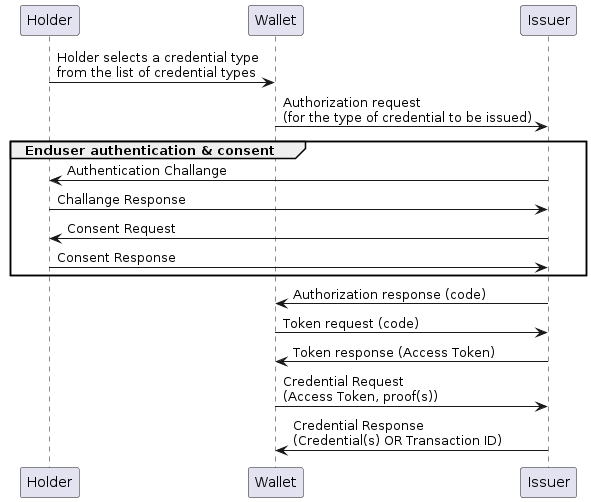 Holder Wallet Issuer
Holder selects a credential type
from the list of credential types
Authorization request
(for the type of credential to be issued)
Enduser authentication & consent
Authentication Challange
Challange Response
Consent Request
Consent Response
Authorization response (code)
Token request (code)
Token response (Access Token)
Credential Request
(Access Token, proof(s))
Credential Response
(Credential(s) OR Transaction ID)
Holder Wallet Issuer